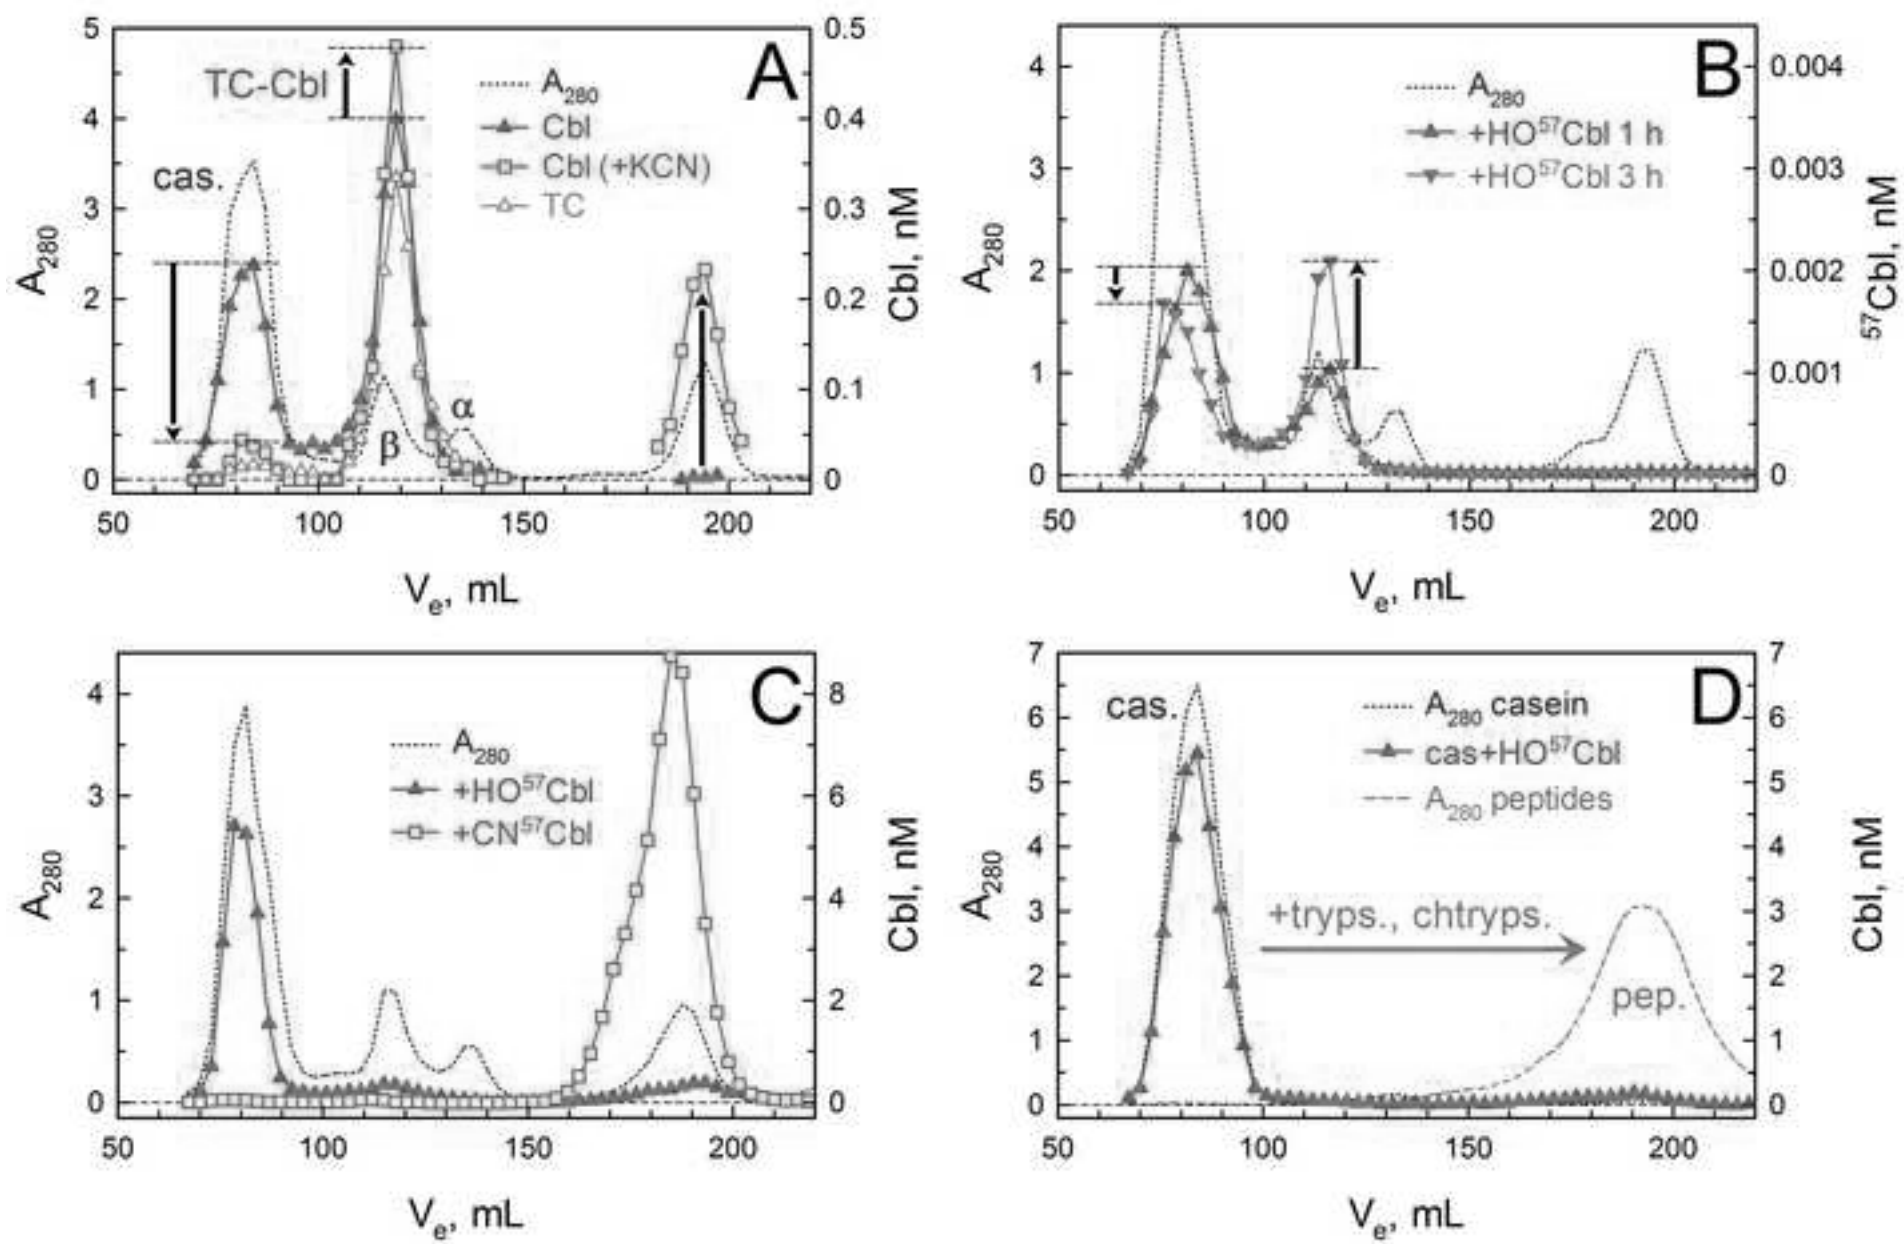 A
5
4
3
2
1
0
A280
0.5
0.4
0.3
0.2
0.1
0
Cbl, nM
TC-Cbl
cas.
A280
Cbl
Cbl (+KCN)
TC
β
α
50
100
150
200
Ve, mL
B
4
3
2
1
0
A280
0.004
0.003
0.002
0.001
0
57Cbl, nM
A280
+HO57Cbl 1 h
+HO57Cbl 3 h
50
100
150
200
Ve, mL
C
4
3
2
1
0
A280
8
6
4
2
0
Cbl, nM
A280
+HO57Cbl
+CN57Cbl
50
100
150
200
Ve, mL
D
7
6
5
4
3
2
1
0
A280
7
6
5
4
3
2
1
0
Cbl, nM
cas.
A280 casein
cas+HO57Cbl
A280 peptides
+tryps., chtryps.
pep.
50
100
150
200
Ve, mL